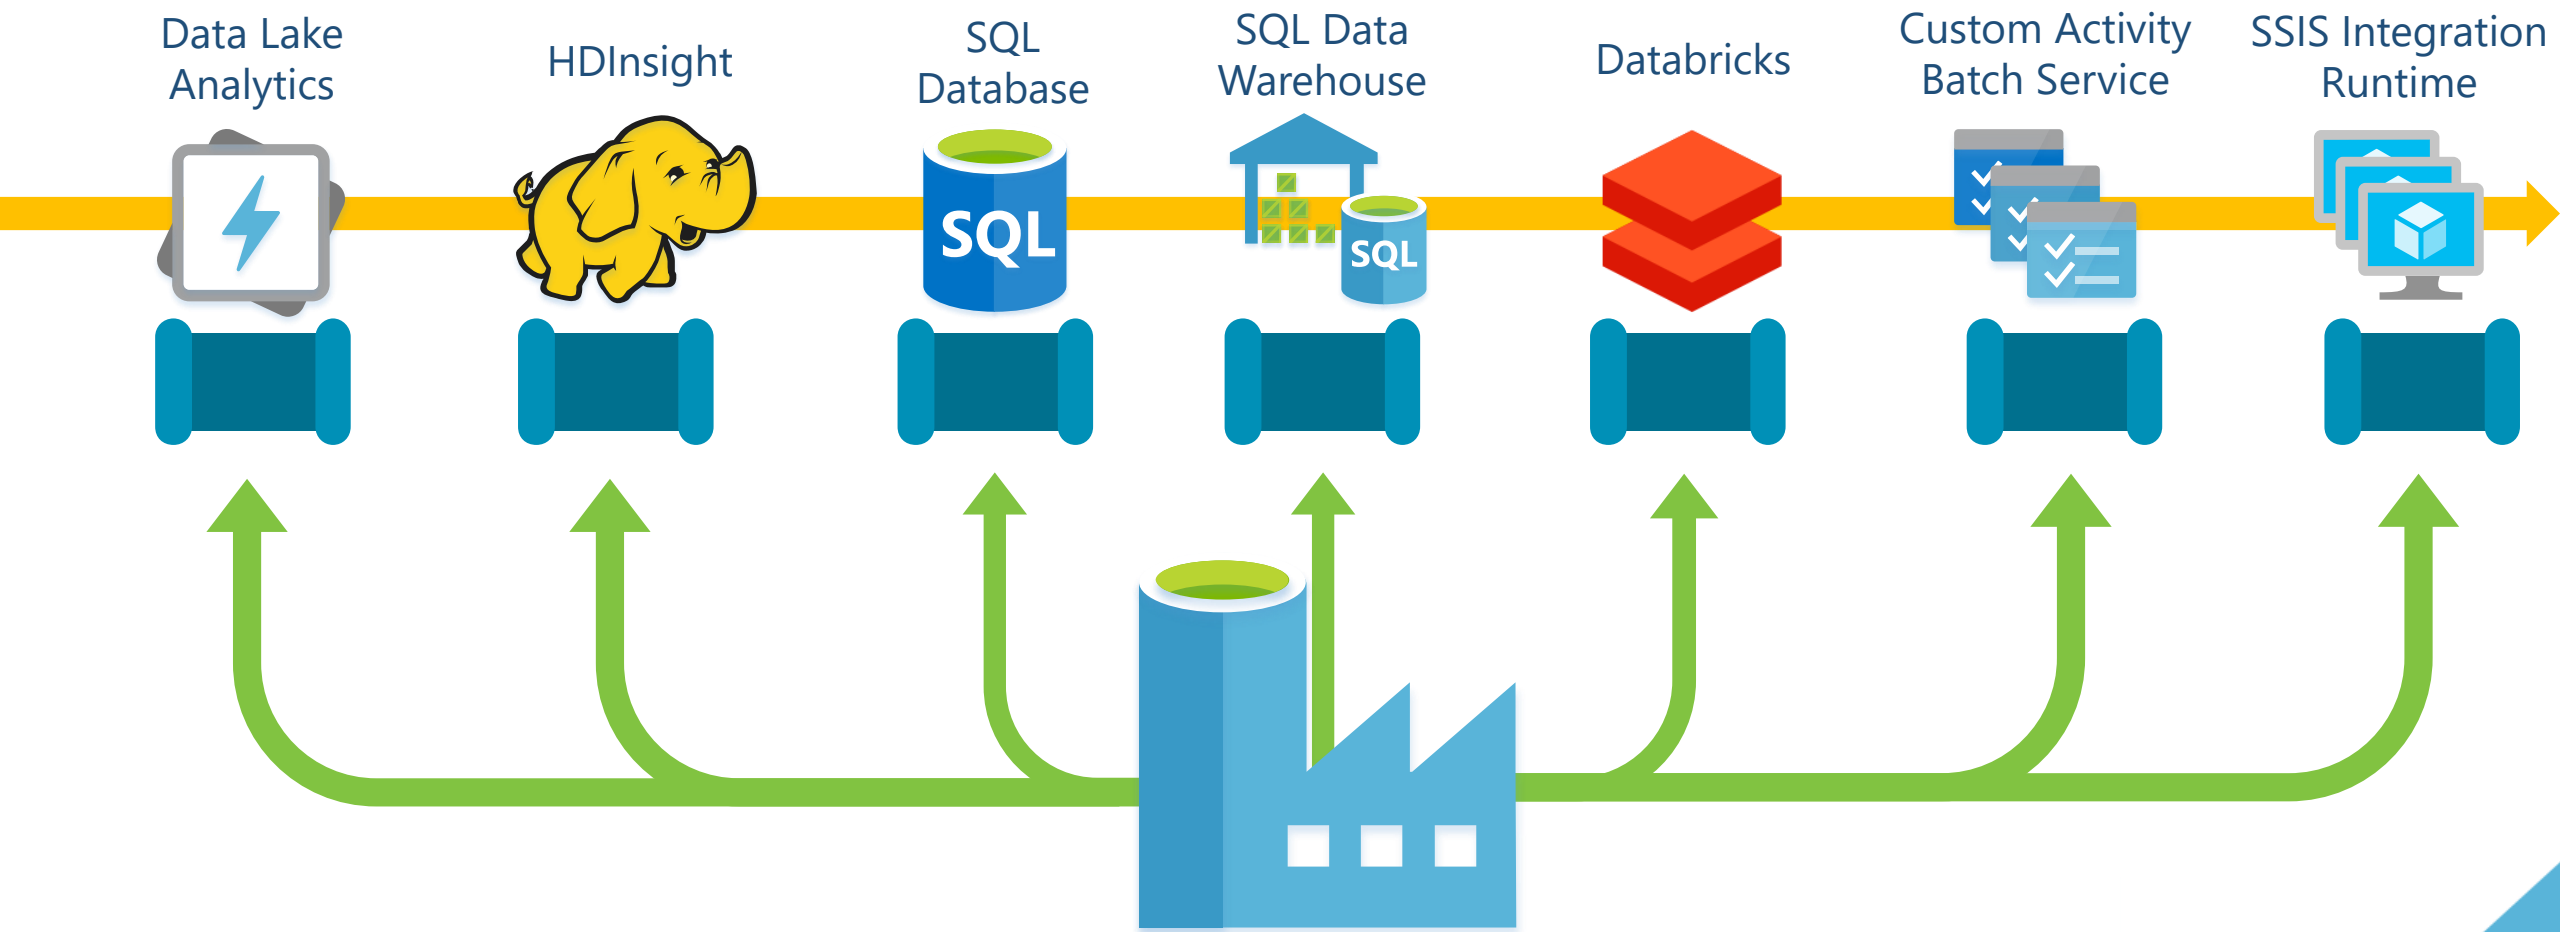 Data Lake
Analytics
HDInsight
SQL
Database
SQL Data
Warehouse
Databricks
Custom Activity
Batch Service
SSIS Integration
Runtime
SQL
SQL